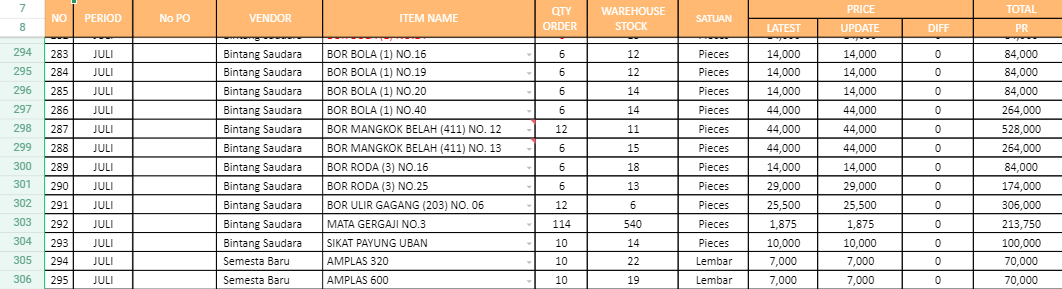 7 NO PERIOD No PO VENDOR ITEM NAME QTY ORDER WAREHOUSE STOCK SATUAN PRICE TOTAL
8 LATEST UPDATE DIFF PR
294 283 JULI Bintang Saudara BOR BOLA (1) NO.16 6 12 Pieces 14,000 14,000 0 84,000
295 284 JULI Bintang Saudara BOR BOLA (1) NO.19 6 12 Pieces 14,000 14,000 0 84,000
296 285 JULI Bintang Saudara BOR BOLA (1) NO.20 6 14 Pieces 14,000 14,000 0 84,000
297 286 JULI Bintang Saudara BOR BOLA (1) NO.40 6 14 Pieces 44,000 44,000 0 264,000
298 287 JULI Bintang Saudara BOR MANGKOK BELAH (411) NO. 12 12 11 Pieces 44,000 44,000 0 528,000
299 288 JULI Bintang Saudara BOR MANGKOK BELAH (411) NO. 13 6 15 Pieces 44,000 44,000 0 264,000
300 289 JULI Bintang Saudara BOR RODA (3) NO.16 6 18 Pieces 14,000 14,000 0 84,000
301 290 JULI Bintang Saudara BOR RODA (3) NO.25 6 13 Pieces 29,000 29,000 0 174,000
302 291 JULI Bintang Saudara BOR ULIR GAGANG (203) NO. 06 12 6 Pieces 25,500 25,500 0 306,000
303 292 JULI Bintang Saudara MATA GERGAJI NO.3 114 540 Pieces 1,875 1,875 0 213,750
304 293 JULI Bintang Saudara SIKAT PAYUNG UBAN 10 14 Pieces 10,000 10,000 0 100,000
305 294 JULI Semesta Baru AMPLAS 320 10 22 Lembar 7,000 7,000 0 70,000
306 295 JULI Semesta Baru AMPLAS 600 10 19 Lembar 7,000 7,000 0 70,000